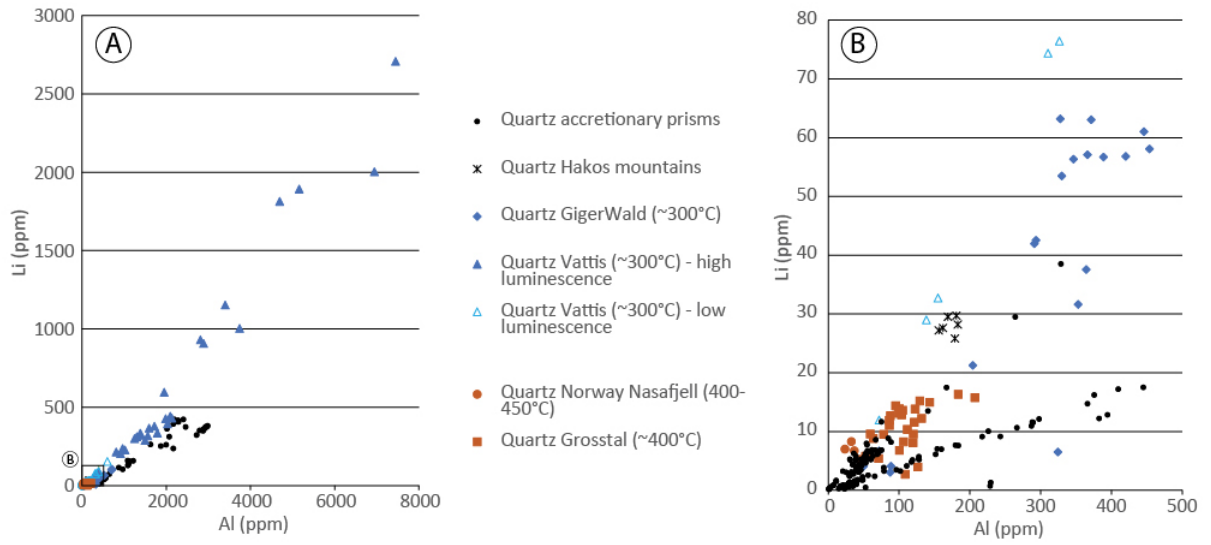 A
3000
2500
2000
1500
1000
500
0
Li (ppm)
B
0
2000
4000
6000
8000
Al (ppm)
Quartz accretionary prisms
Quartz Hakos mountains
Quartz GigerWald (~300°C)
Quartz Vattis (~300°C) - high
luminescence
Quartz Vattis (~300°C) - low
luminescence
Quartz Norway Nasafjell (400-
450°C)
Quartz Grosstal (~400°C)
B
80
70
60
50
40
30
20
10
0
Li (ppm)
0
100
200
300
400
500
Al (ppm)